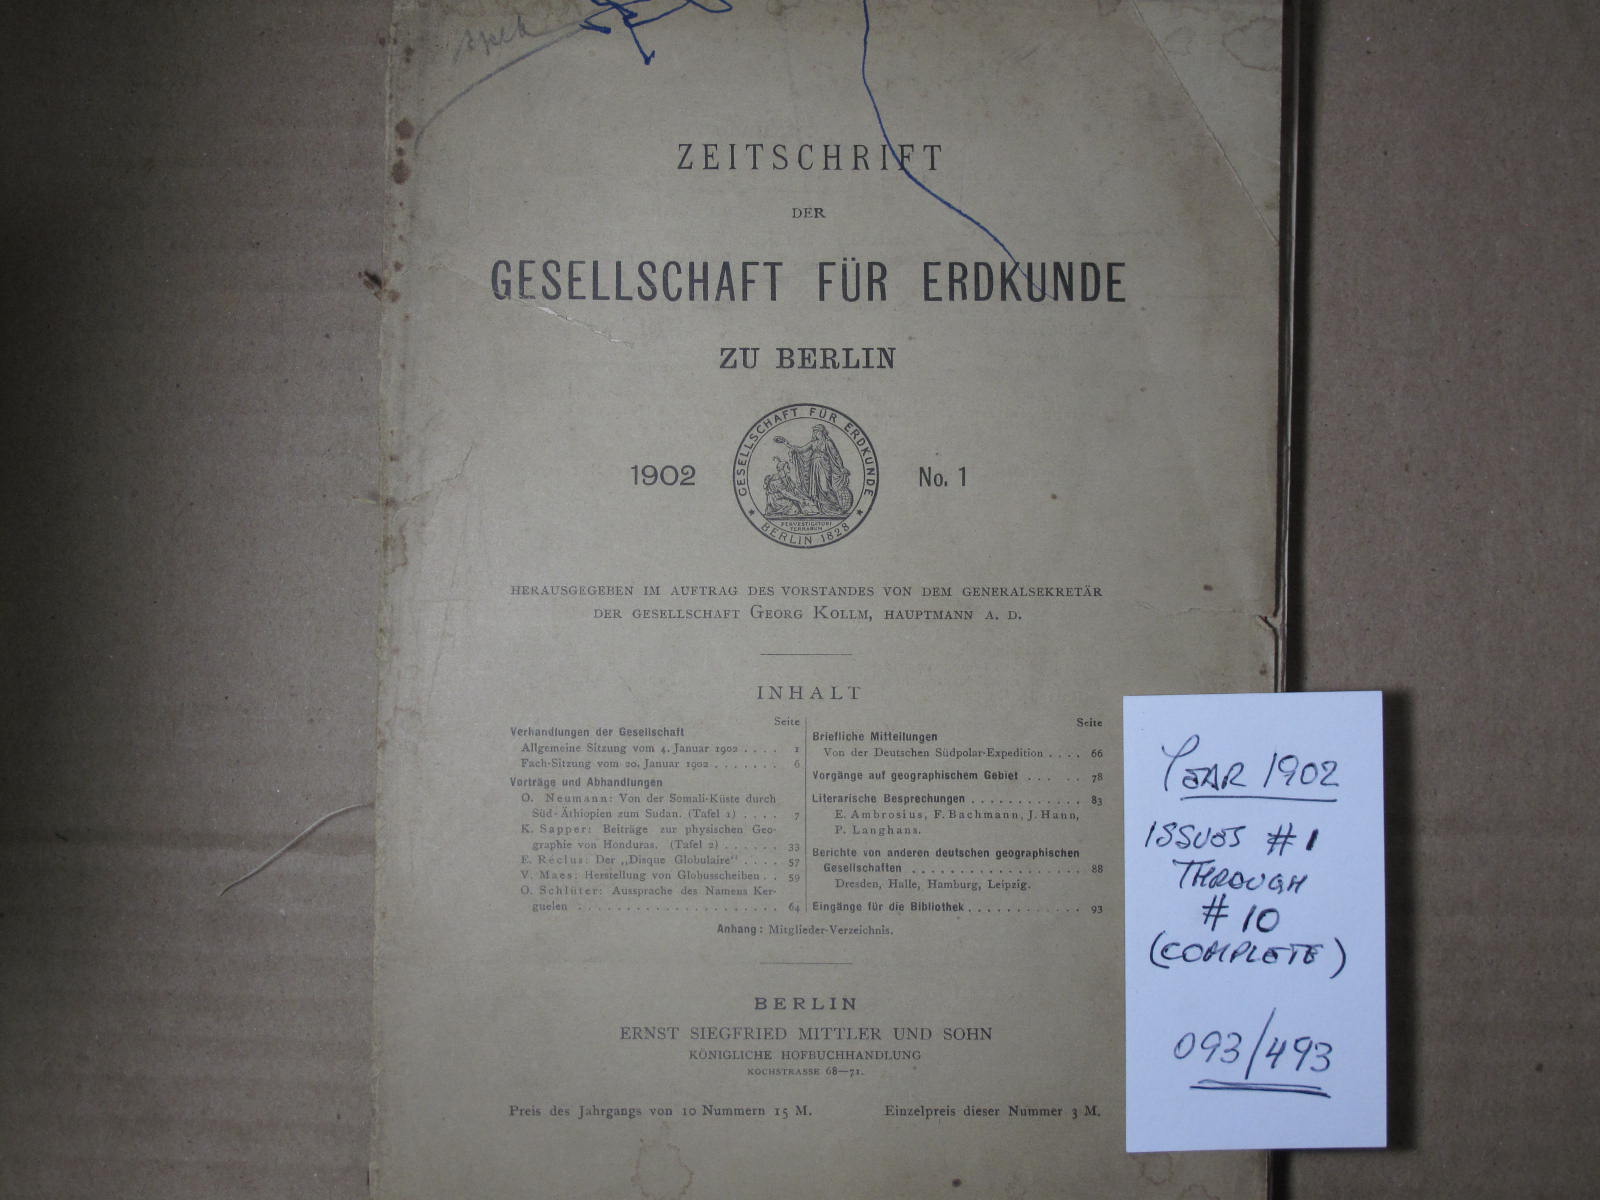 ZEITSCHRIFT
DER
GESELLSCHAFT FÜR ERDKUNDE
ZU BERLIN
1902
GESELLSCHAFT FÜR ERDKUNDE
PERVESTIGATORI
TERRARUM
★ BERLIN 1828 ★
No. 1
HERAUSGEGEBEN IM AUFTRAG DES VORSTANDES VON DEM GENERALSEKRETÄR
DER GESELLSCHAFT GEORG KOLLM, HAUPTMANN A. D.
INHALT
Seite
Verhandlungen der Gesellschaft
Allgemeine Sitzung vom 4. Januar 1902 . . . . 1
Fach-Sitzung vom 20. Januar 1902 . . . . . . . 6
Vorträge und Abhandlungen
O. Neumann: Von der Somali-Küste durch
Süd-Äthiopien zum Sudan. (Tafel 1) . . . . 7
K. Sapper: Beiträge zur physischen Geo-
graphie von Honduras. (Tafel 2) . . . . . . 33
E. Réclus: Der „Disque Globulaire“ . . . . 57
V. Maes: Herstellung von Globusscheiben . . 59
O. Schlüter: Aussprache des Namens Ker-
guelen . . . . . . . . . . . . . . . . . . . . 64
Seite
Briefliche Mitteilungen
Von der Deutschen Südpolar-Expedition . . . . 66
Vorgänge auf geographischem Gebiet . . . . . 78
Literarische Besprechungen . . . . . . . . . . . 83
E. Ambrosius, F. Bachmann, J. Hann,
P. Langhans.
Berichte von anderen deutschen geographischen
Gesellschaften . . . . . . . . . . . . . . . . . 88
Dresden, Halle, Hamburg, Leipzig.
Eingänge für die Bibliothek . . . . . . . . . . . 93
Anhang: Mitglieder-Verzeichnis.
BERLIN
ERNST SIEGFRIED MITTLER UND SOHN
KÖNIGLICHE HOFBUCHHANDLUNG
KOCHSTRASSE 68—71.
Preis des Jahrgangs von 10 Nummern 15 M.
Einzelpreis dieser Nummer 3 M.
YEAR 1902
ISSUES #1
THROUGH
#10
(COMPLETE)
093/493